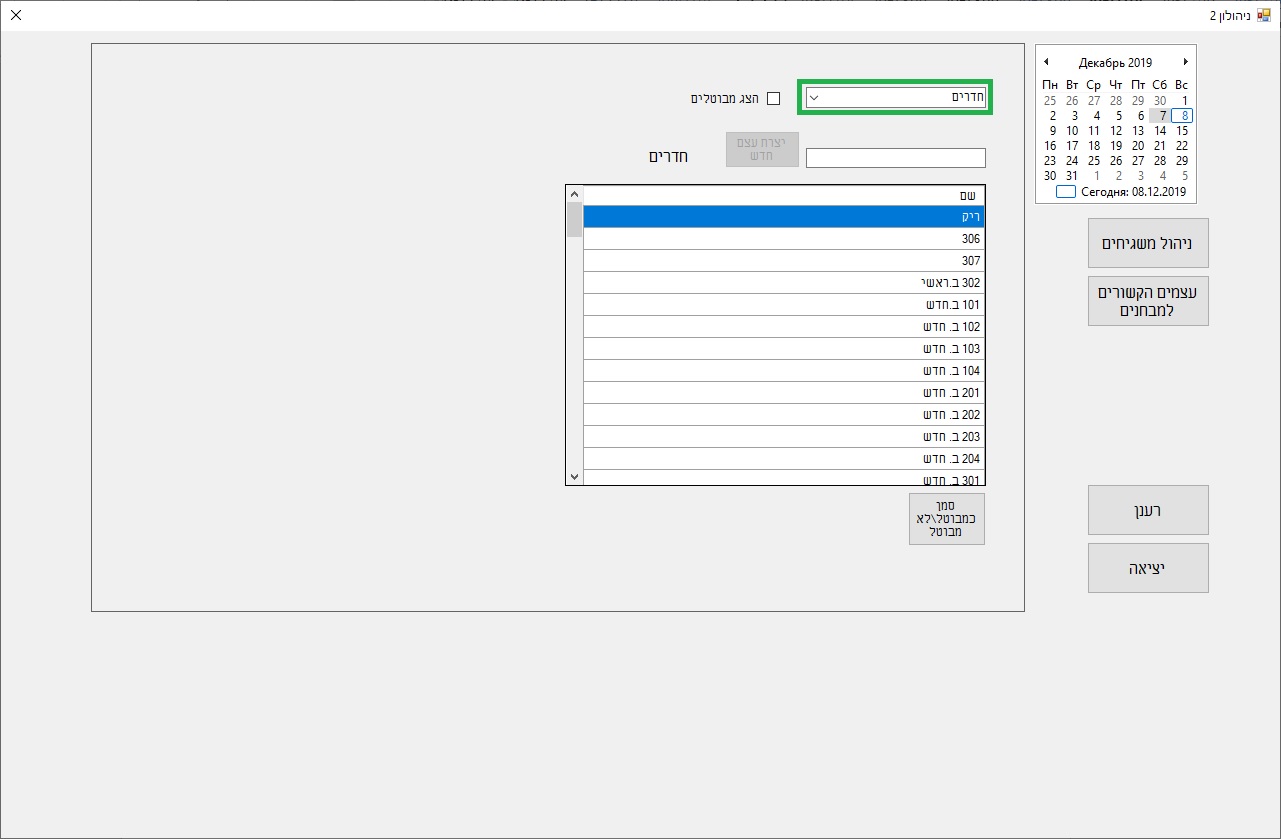 ניהולון 2
Декабрь 2019
Пн Вт Ср Чт Пт Сб Вс
25 26 27 28 29 30 1
2 3 4 5 6 7 8
9 10 11 12 13 14 15
16 17 18 19 20 21 22
23 24 25 26 27 28 29
30 31 1 2 3 4 5
Сегодня: 08.12.2019
ניהול משגיחים
עצמים הקשורים
למבחנים
רענן
יציאה
חדרים
הצג מבוטלים
יצרת עצם
חדש
חדרים
שם
ריק
306
307
302 ב.ראשי
101 ב.חדש
102 ב. חדש
103 ב. חדש
104 ב. חדש
201 ב. חדש
202 ב. חדש
203 ב. חדש
204 ב. חדש
301 ב. חדש
סמן
כמבוטל\לא
מבוטל